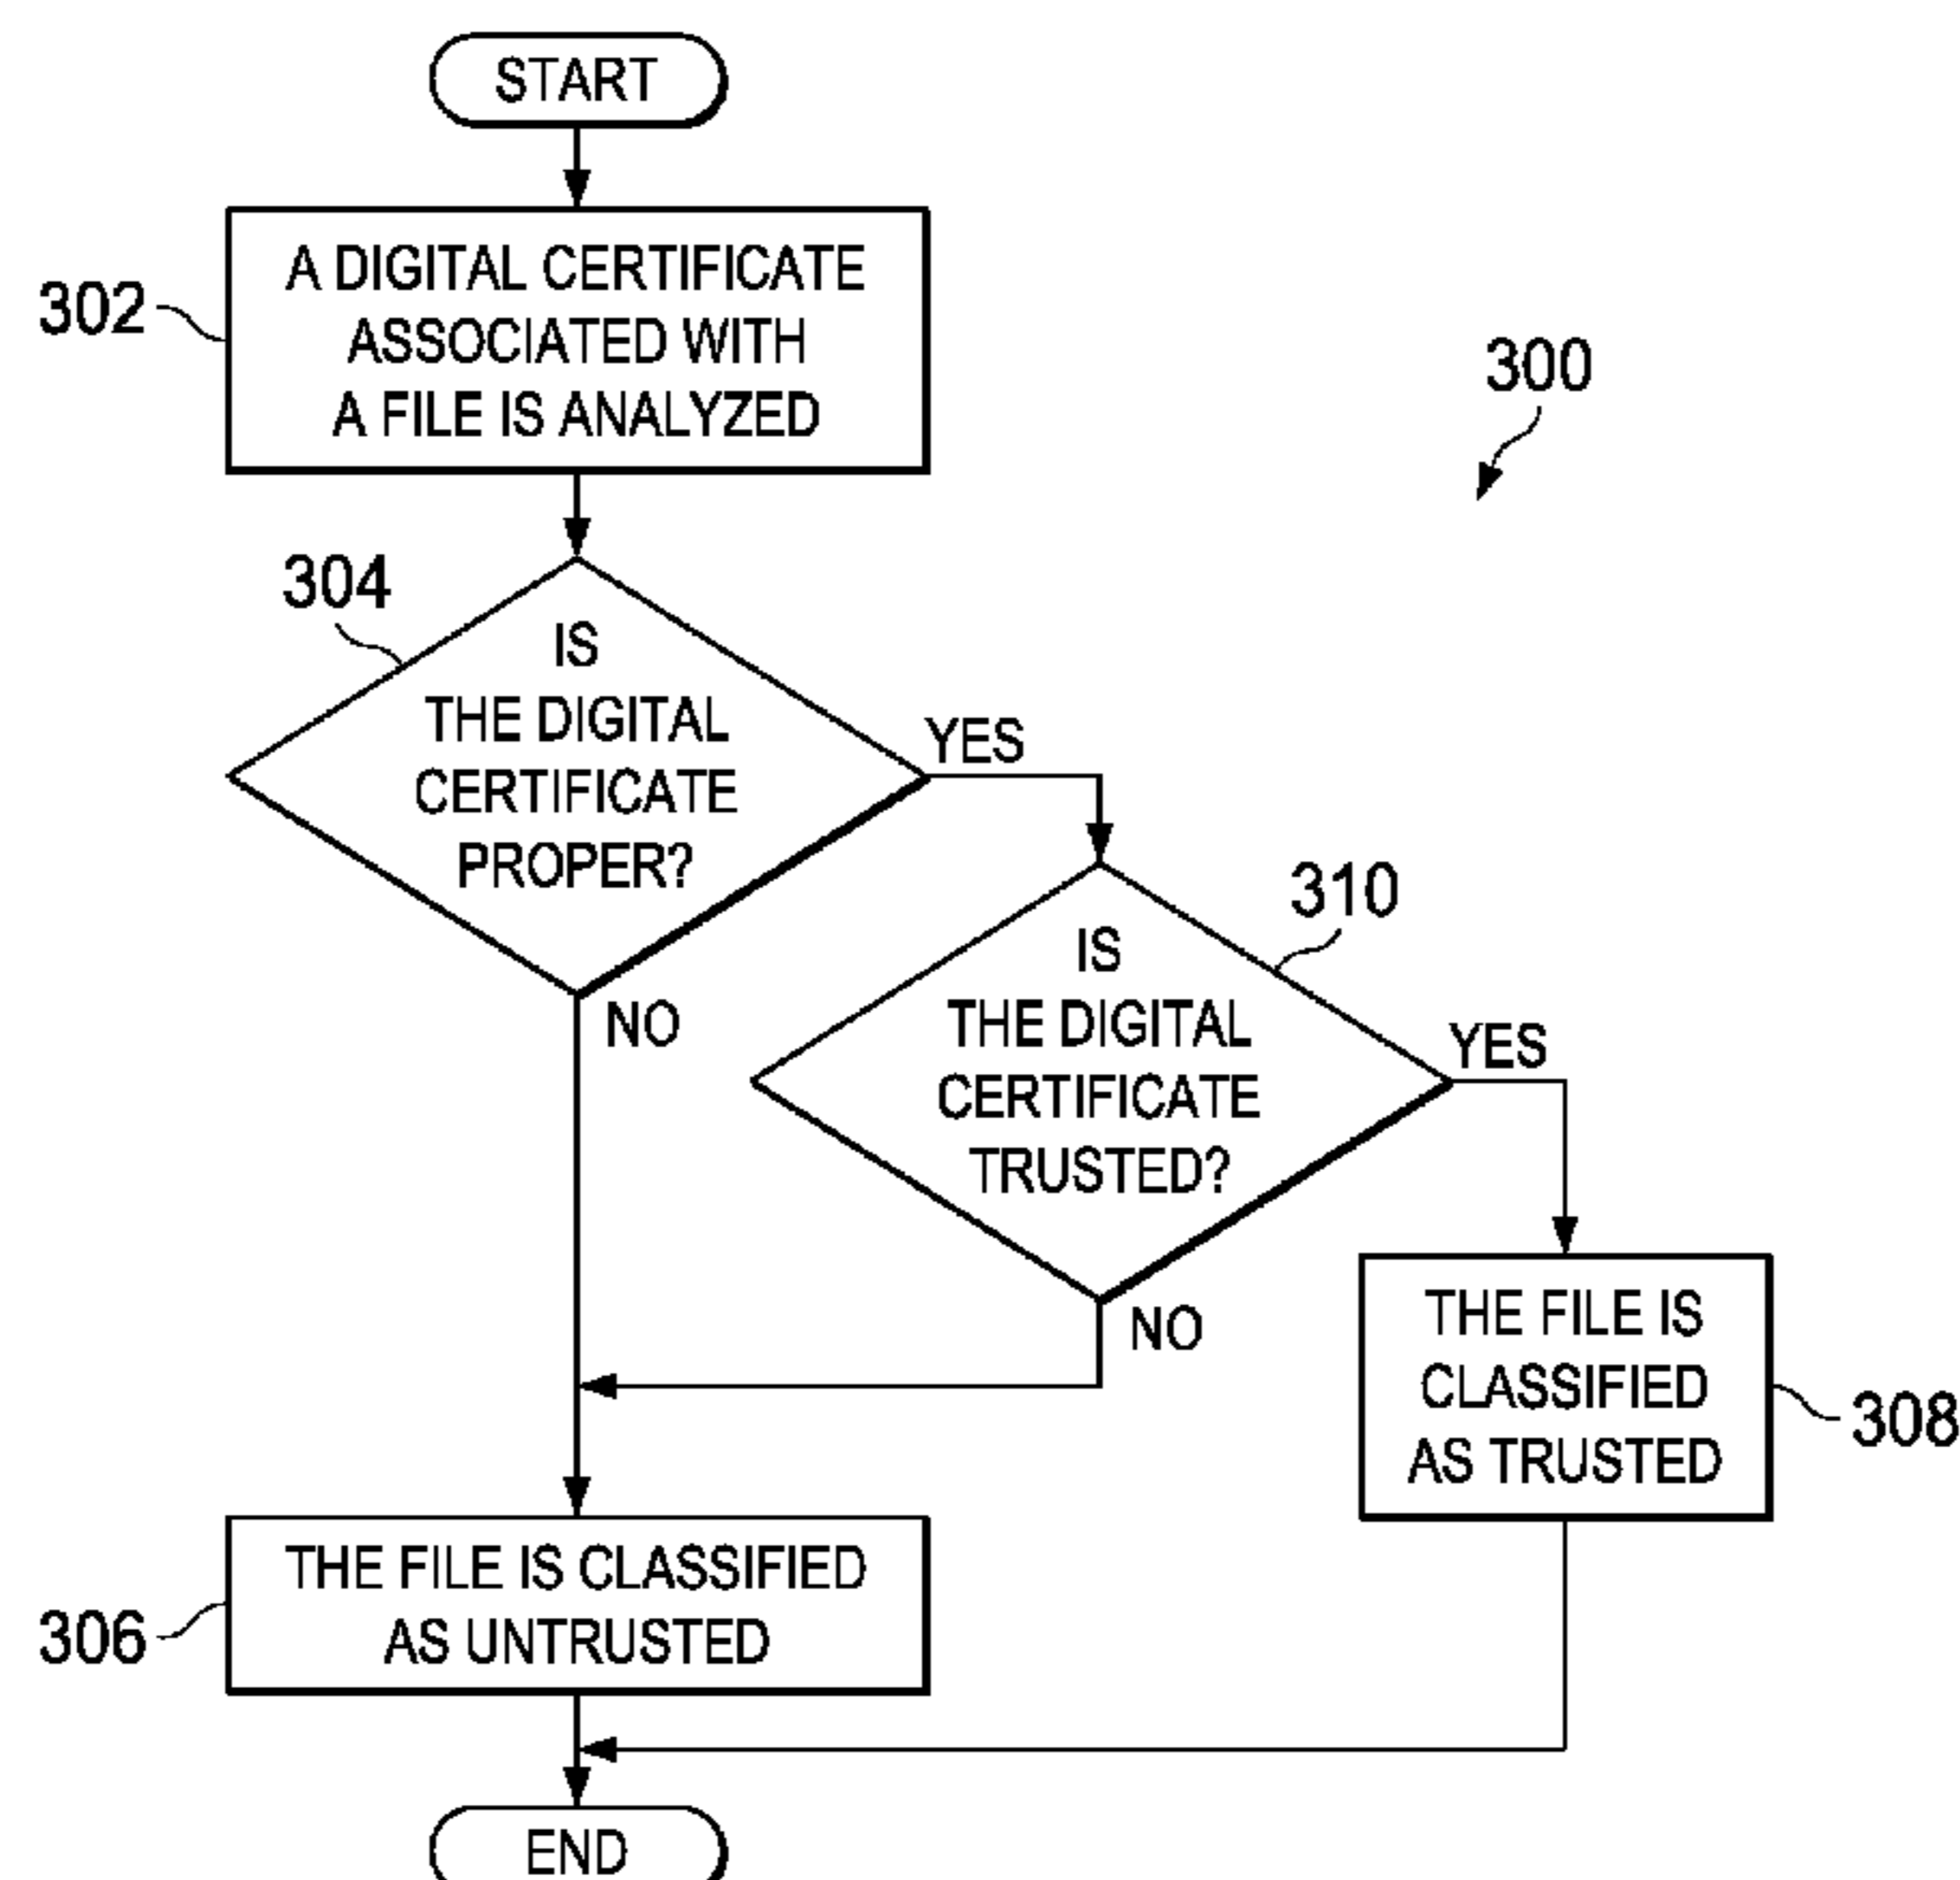 START
302
A DIGITAL CERTIFICATE
ASSOCIATED WITH
A FILE IS ANALYZED
300
304
IS
THE DIGITAL
CERTIFICATE
PROPER?
YES
NO
310
IS
THE DIGITAL
CERTIFICATE
TRUSTED?
YES
NO
THE FILE IS
CLASSIFIED
AS TRUSTED
308
306
THE FILE IS CLASSIFIED
AS UNTRUSTED
END